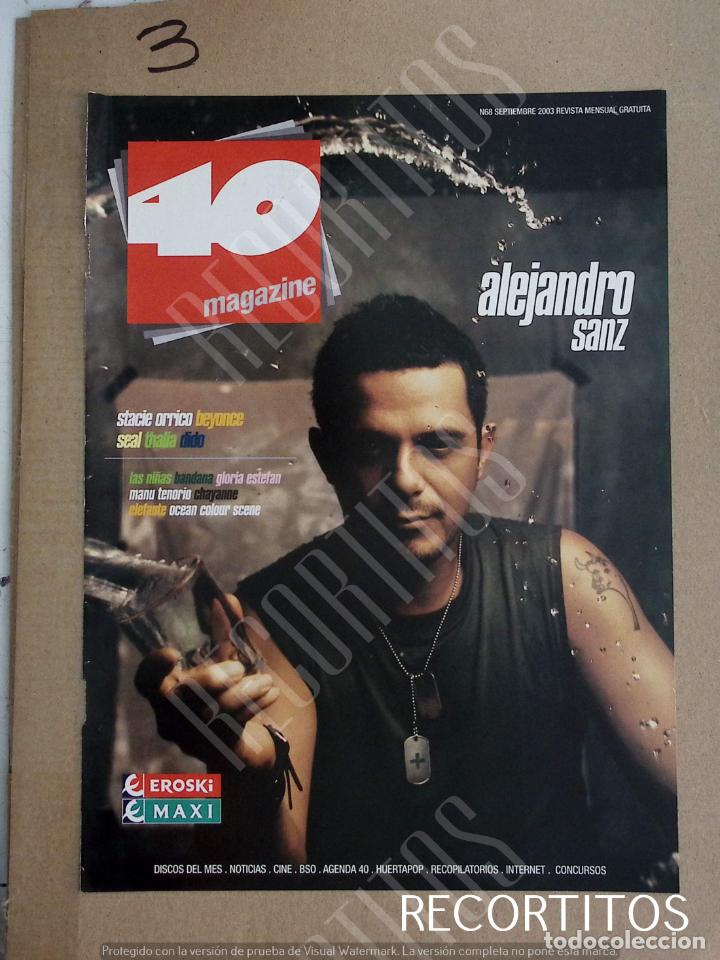 3
N68 SEPTIEMBRE 2003 REVISTA MENSUAL GRATUITA
40
magazine
alejandro
sanz
stacie orrico beyonce
seal thalia dido
las niñas bandana gloria estefan
manu tenorio chayanne
elefante ocean colour scene
EROSKI
MAXI
DISCOS DEL MES . NOTICIAS . CINE . BSO . AGENDA 40 . HUERTAPOP . RECOPILATORIOS . INTERNET . CONCURSOS
RECORTITOS
RECORTITOS
RECORTITOS
RECORTITOS
todocoleccion
Protegido con la versión de prueba de Visual Watermark. La versión completa no pone esta marca.